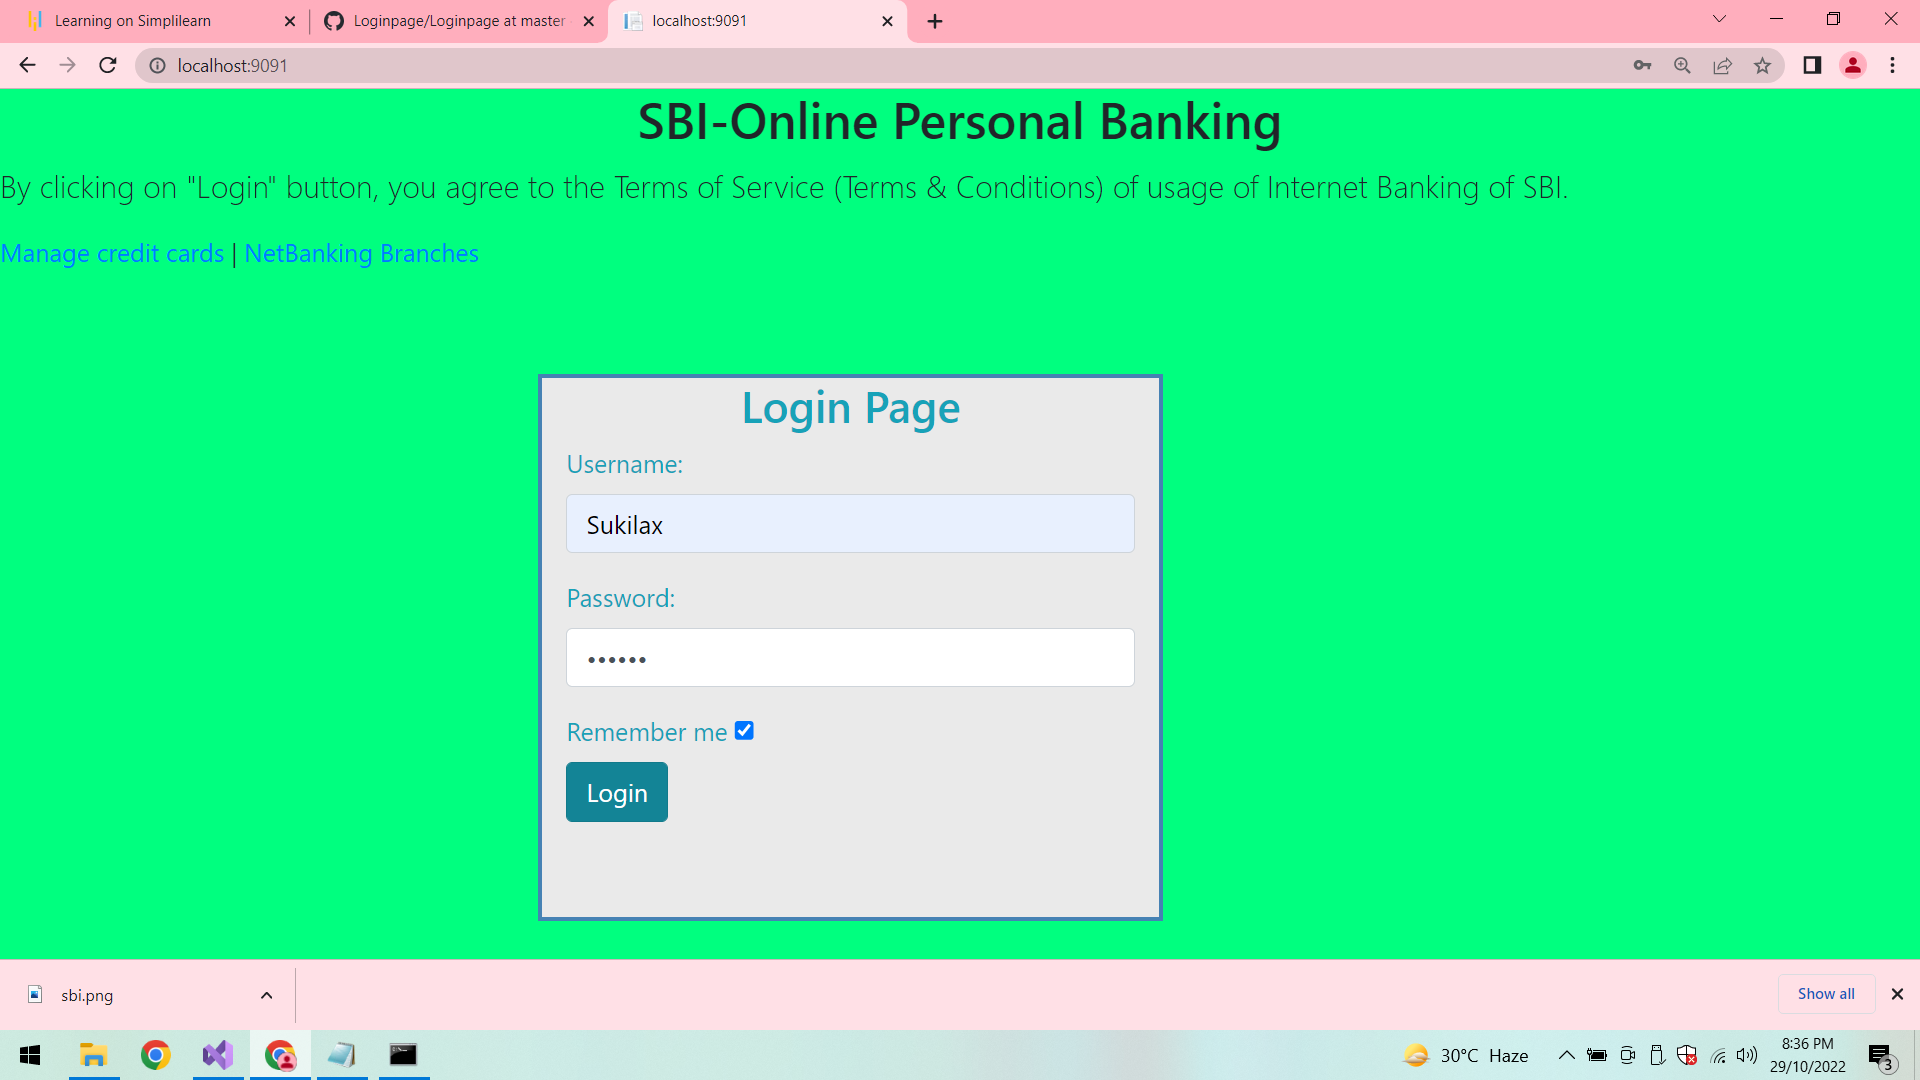 Learning on Simplilearn
Loginpage/Loginpage at master
localhost:9091
localhost:9091
SBI-Online Personal Banking
By clicking on "Login" button, you agree to the Terms of Service (Terms & Conditions) of usage of Internet Banking of SBI.
Manage credit cards | NetBanking Branches
Login Page
Username:
Sukilax
Password:
••••••
Remember me
Login
sbi.png
Show all
30°C Haze
8:36 PM
29/10/2022
3